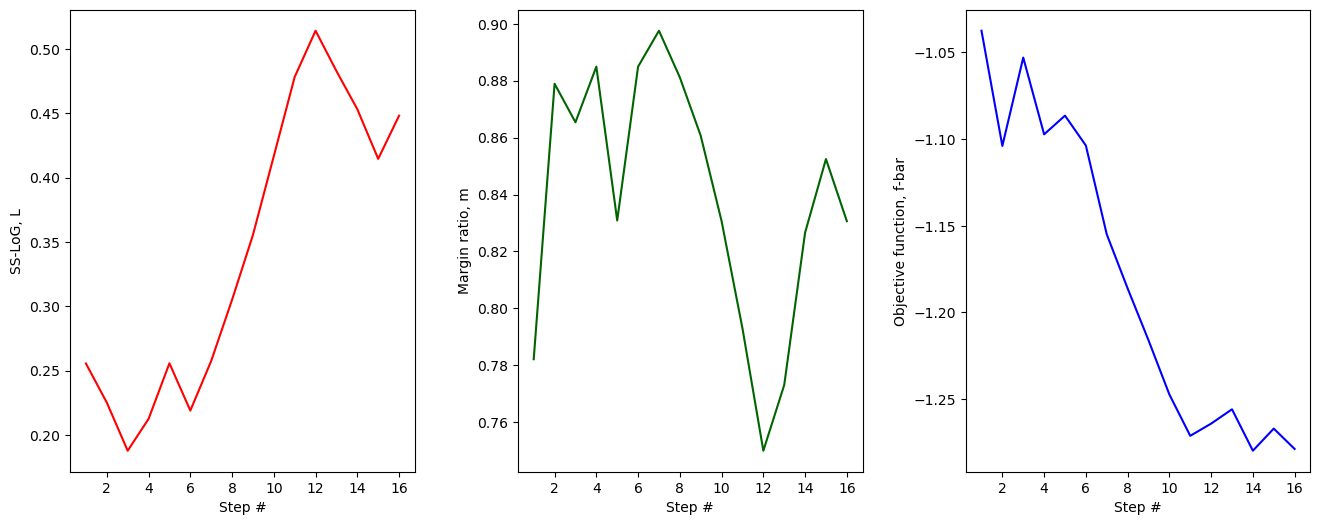 0.50
0.45
0.40
0.35
0.30
0.25
0.20
SS-LoG, L
2 4 6 8 10 12 14 16
Step #
0.90
0.88
0.86
0.84
0.82
0.80
0.78
0.76
Margin ratio, m
2 4 6 8 10 12 14 16
Step #
−1.05
−1.10
−1.15
−1.20
−1.25
Objective function, f-bar
2 4 6 8 10 12 14 16
Step #